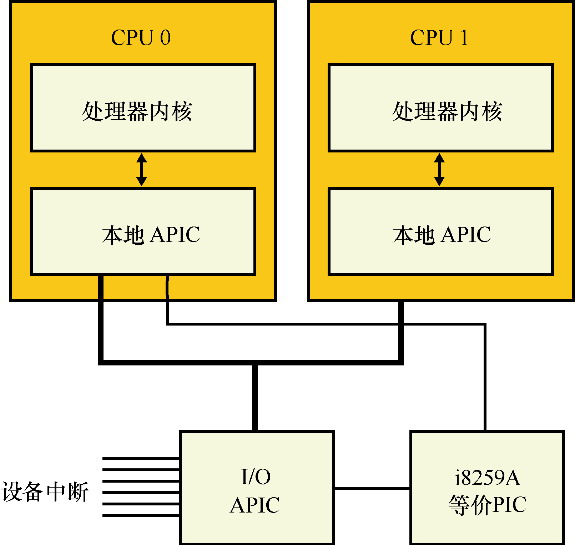 CPU 0
CPU 1
处理器内核
处理器内核
本地 APIC
本地 APIC
设备中断
I/O
APIC
i8259A
等价PIC